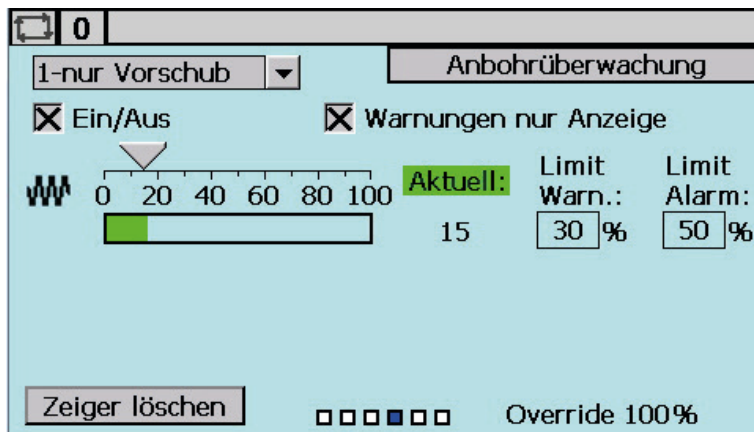 0
1-nur Vorschub
Anbohrüberwachung
Ein/Aus
Warnungen nur Anzeige
0 20 40 60 80 100
Aktuell:
15
Limit
Warn.:
30 %
Limit
Alarm:
50 %
Zeiger löschen
Override 100%